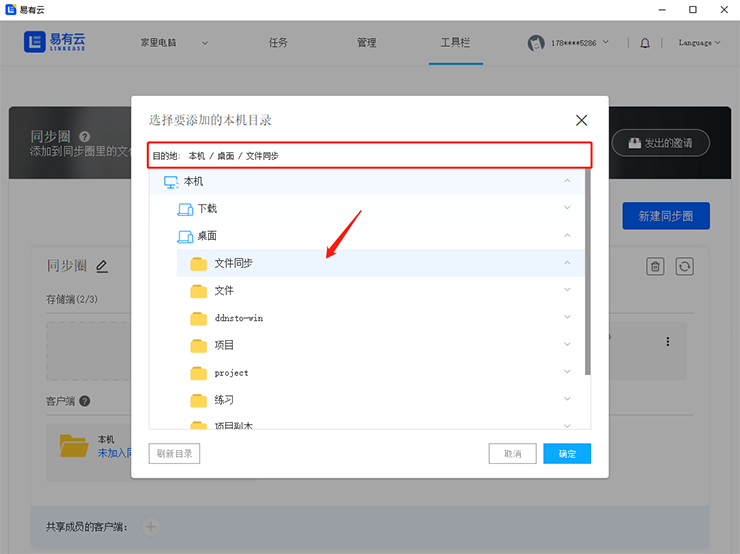 易有云
易有云
LINKEASE
家里电脑
任务
管理
工具栏
178****5286
Language
同步圈
添加到同步圈里的文
发出的邀请
新建同步圈
同步圈
存储端(2/3)
客户端
本机
未加入同
共享成员的客户端:
选择要添加的本机目录
目的地: 本机 / 桌面 / 文件同步
本机
下载
桌面
文件同步
文件
ddnsto-win
项目
project
练习
项目副本
刷新目录
取消
确定